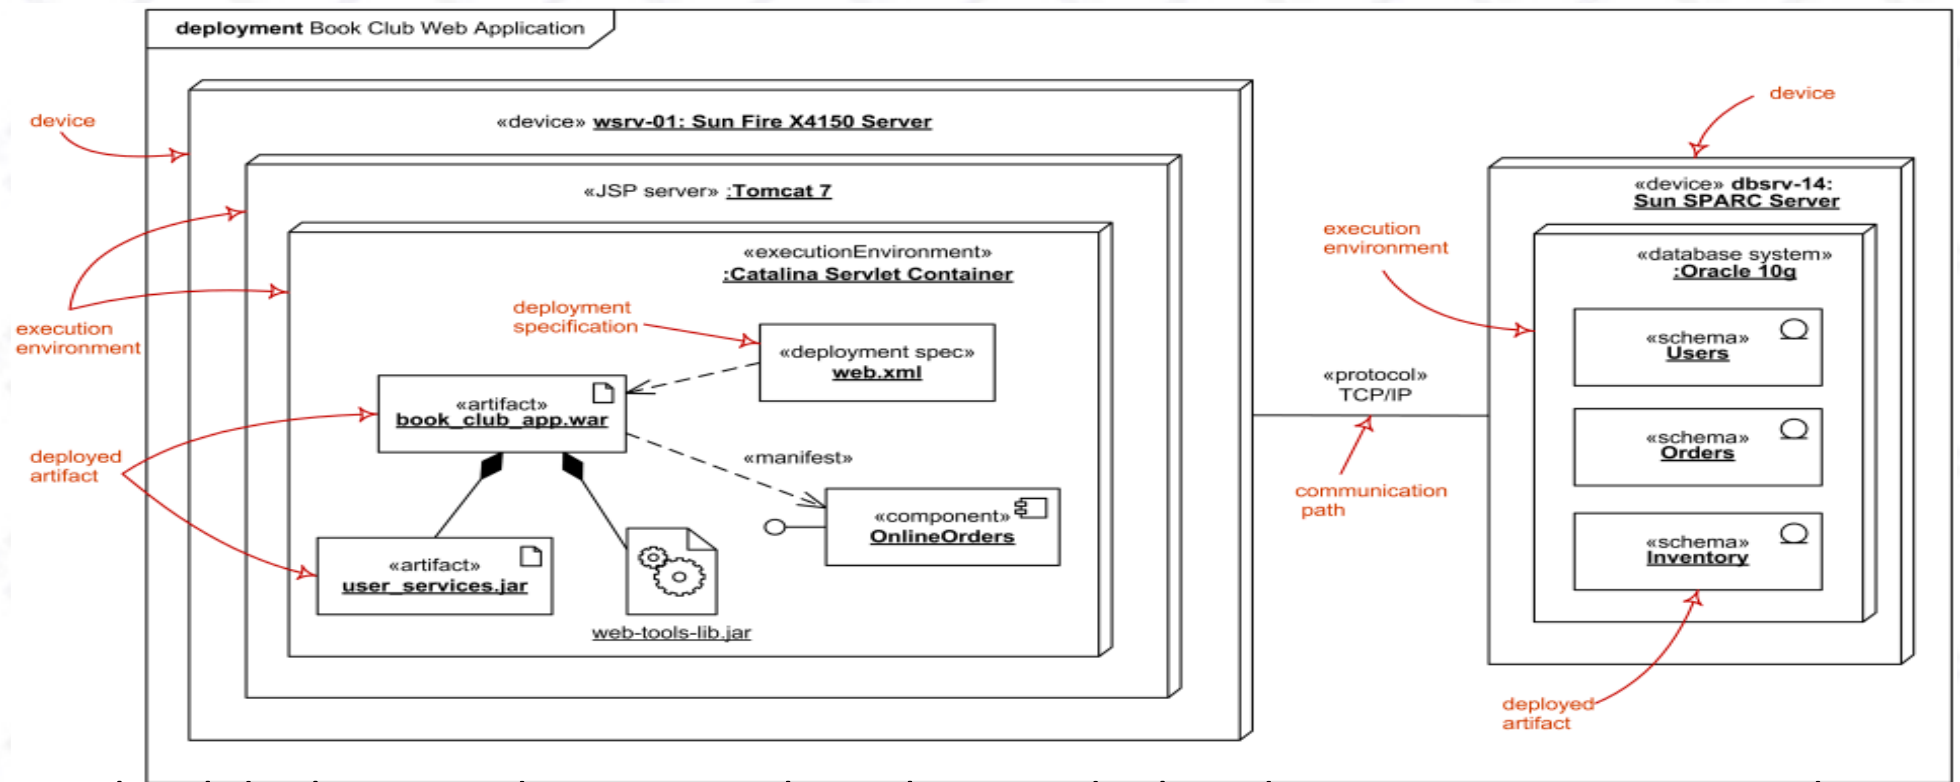 deployment Book Club Web Application
device
«device» wsrv-01: Sun Fire X4150 Server
«JSP server» :Tomcat 7
execution
environment
«executionEnvironment»
:Catalina Servlet Container
deployment
specification
«deployment spec»
web.xml
«artifact»
book_club_app.war
deployed
artifact
«manifest»
«component»
OnlineOrders
«artifact»
user_services.jar
web-tools-lib.jar
«protocol»
TCP/IP
communication
path
device
«device» dbsrv-14:
Sun SPARC Server
execution
environment
«database system»
:Oracle 10g
«schema»
Users
«schema»
Orders
«schema»
Inventory
deployed
artifact